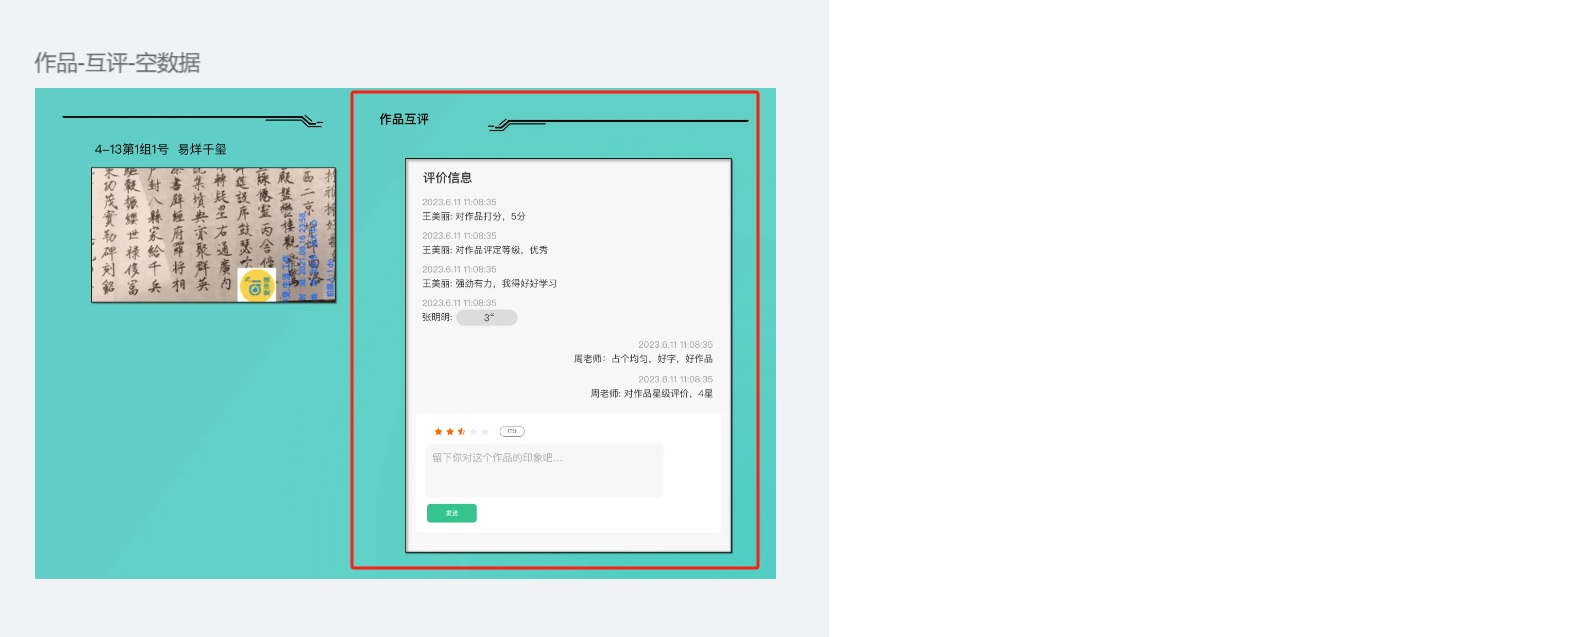 作品-互评-空数据
4-13第1组1号 易烊千玺
作品互评
评价信息
2023.6.11 11:08:35
王美丽: 对作品打分，5分
2023.6.11 11:08:35
王美丽: 对作品评定等级，优秀
2023.6.11 11:08:35
王美丽: 强劲有力，我得好好学习
2023.6.11 11:08:35
张明明: 3“
2023.6.11 11:08:35
周老师：占个均匀，好字，好作品
2023.6.11 11:08:35
周老师: 对作品星级评价，4星
打分
留下你对这个作品的印象吧...
发送